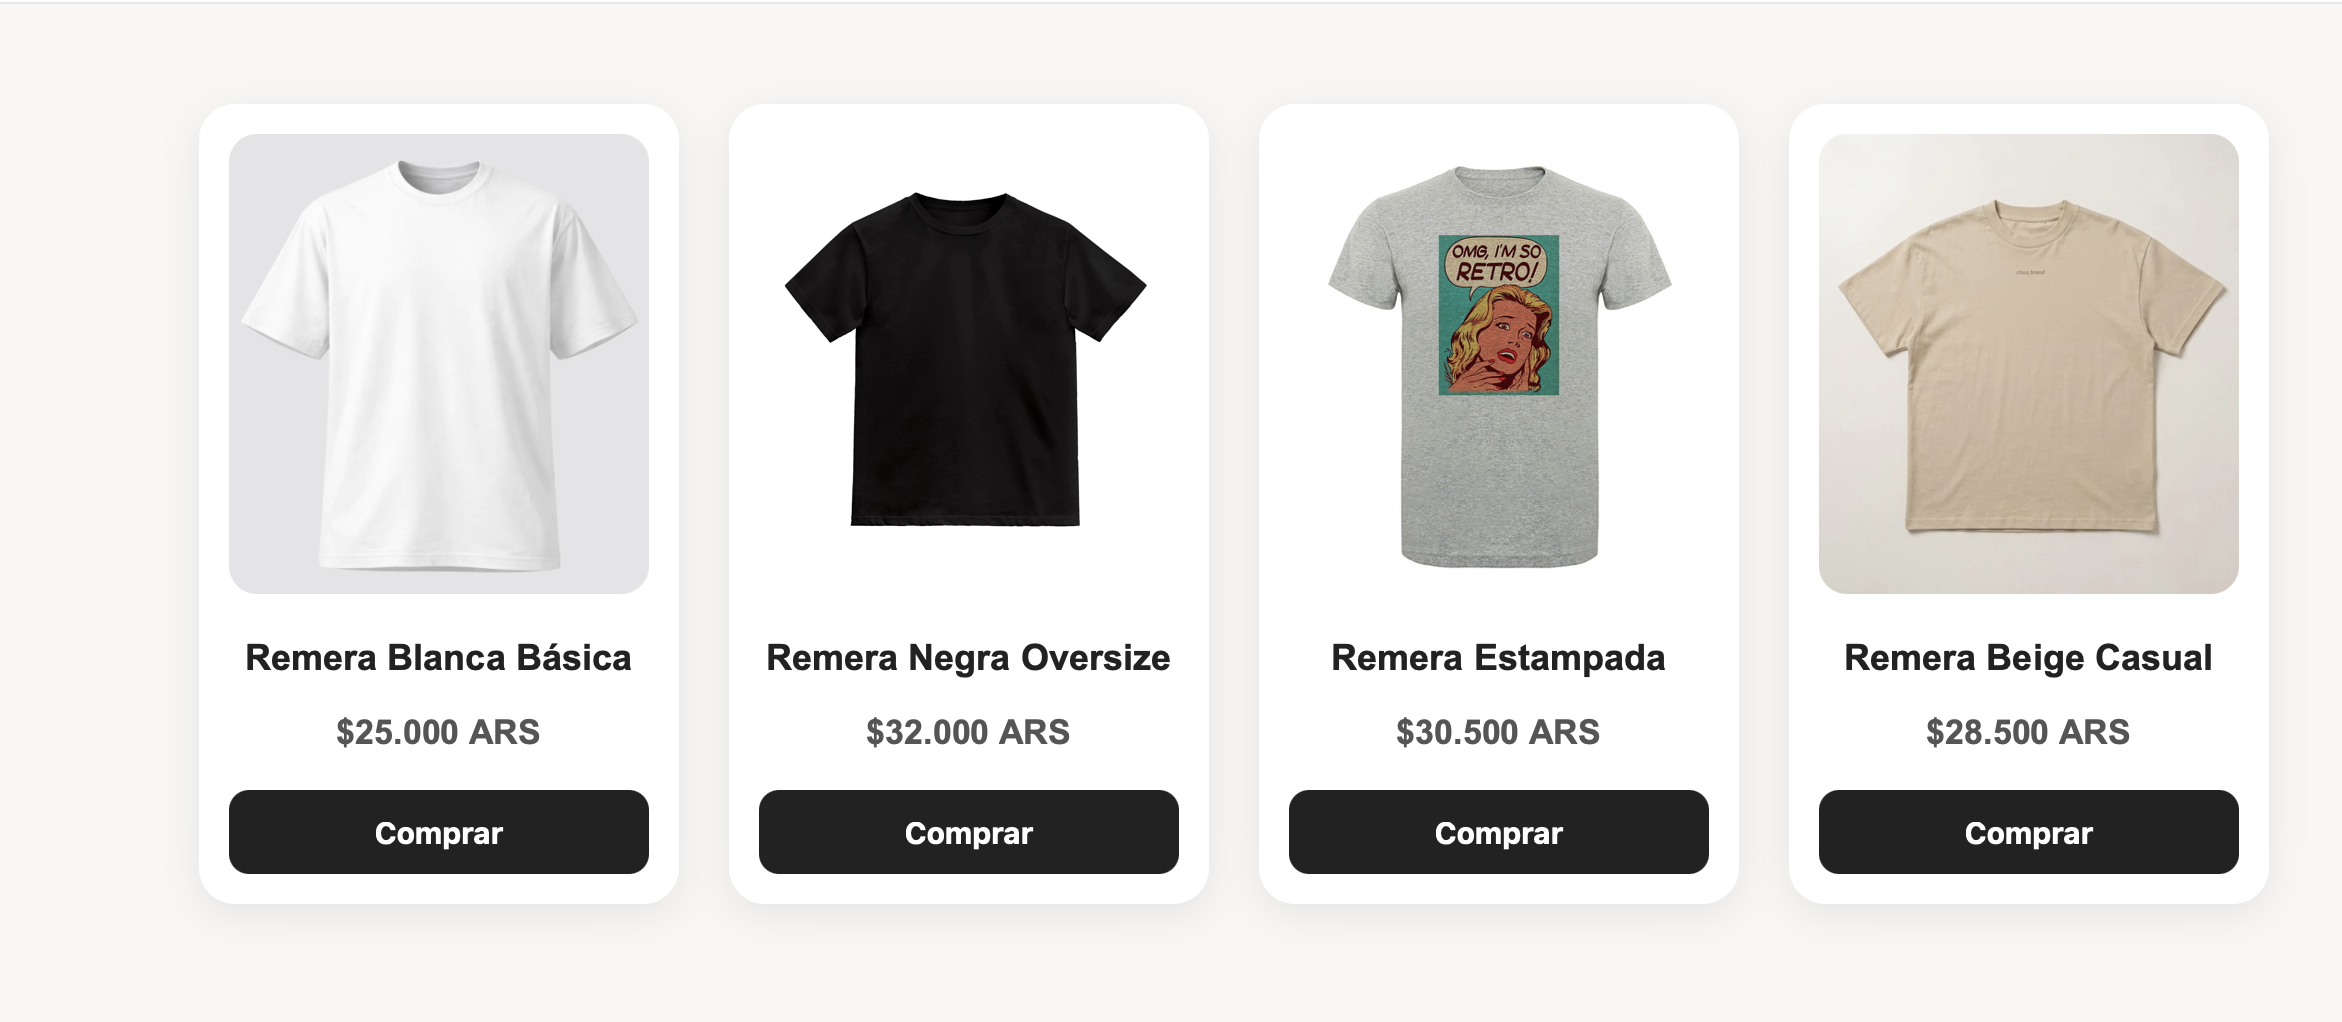 OMG, I'M SO
RETRO!
Remera Blanca Básica
$25.000 ARS
Comprar
Remera Negra Oversize
$32.000 ARS
Comprar
Remera Estampada
$30.500 ARS
Comprar
Remera Beige Casual
$28.500 ARS
Comprar